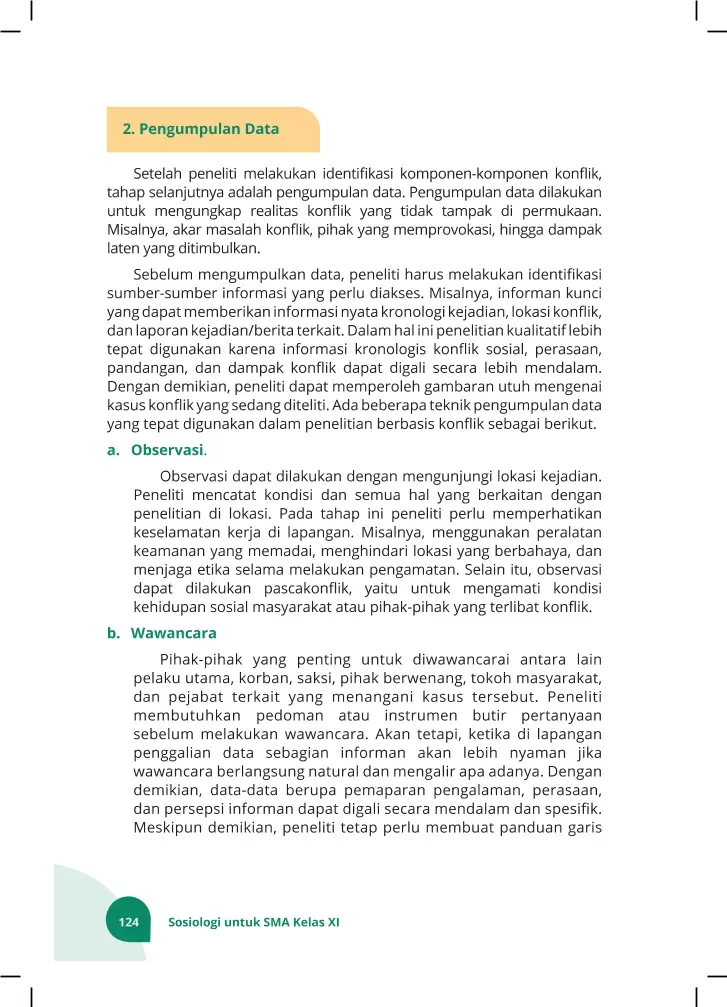 2. Pengumpulan Data
Setelah peneliti melakukan identifikasi komponen-komponen konflik,
tahap selanjutnya adalah pengumpulan data. Pengumpulan data dilakukan
untuk mengungkap realitas konflik yang tidak tampak di permukaan.
Misalnya, akar masalah konflik, pihak yang memprovokasi, hingga dampak
laten yang ditimbulkan.
Sebelum mengumpulkan data, peneliti harus melakukan identifikasi
sumber-sumber informasi yang perlu diakses. Misalnya, informan kunci
yang dapat memberikan informasi nyata kronologi kejadian, lokasi konflik,
dan laporan kejadian/berita terkait. Dalam hal ini penelitian kualitatif lebih
tepat digunakan karena informasi kronologis konflik sosial, perasaan,
pandangan, dan dampak konflik dapat digali secara lebih mendalam.
Dengan demikian, peneliti dapat memperoleh gambaran utuh mengenai
kasus konflik yang sedang diteliti. Ada beberapa teknik pengumpulan data
yang tepat digunakan dalam penelitian berbasis konflik sebagai berikut.
a. Observasi.
Observasi dapat dilakukan dengan mengunjungi lokasi kejadian.
Peneliti mencatat kondisi dan semua hal yang berkaitan dengan
penelitian di lokasi. Pada tahap ini peneliti perlu memperhatikan
keselamatan kerja di lapangan. Misalnya, menggunakan peralatan
keamanan yang memadai, menghindari lokasi yang berbahaya, dan
menjaga etika selama melakukan pengamatan. Selain itu, observasi
dapat dilakukan pascakonflik, yaitu untuk mengamati kondisi
kehidupan sosial masyarakat atau pihak-pihak yang terlibat konflik.
b. Wawancara
Pihak-pihak yang penting untuk diwawancarai antara lain
pelaku utama, korban, saksi, pihak berwenang, tokoh masyarakat,
dan pejabat terkait yang menangani kasus tersebut. Peneliti
membutuhkan pedoman atau instrumen butir pertanyaan
sebelum melakukan wawancara. Akan tetapi, ketika di lapangan
penggalian data sebagian informan akan lebih nyaman jika
wawancara berlangsung natural dan mengalir apa adanya. Dengan
demikian, data-data berupa pemaparan pengalaman, perasaan,
dan persepsi informan dapat digali secara mendalam dan spesifik.
Meskipun demikian, peneliti tetap perlu membuat panduan garis
124 Sosiologi untuk SMA Kelas XI